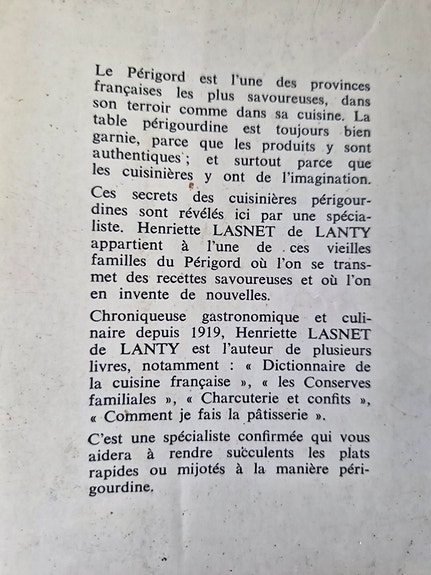 Le Périgord est l'une des provinces
françaises les plus savoureuses, dans
son terroir comme dans sa cuisine. La
table périgourdine est toujours bien
garnie, parce que les produits y sont
authentiques ; et surtout parce que
les cuisinières y ont de l'imagination.
Ces secrets des cuisinières périgour-
dines sont révélés ici par une spécia-
liste. Henriette LASNET de LANTY
appartient à l'une de ces vieilles
familles du Périgord où l'on se trans-
met des recettes savoureuses et où l'on
en invente de nouvelles.
Chroniqueuse gastronomique et culi-
naire depuis 1919, Henriette LASNET
de LANTY est l'auteur de plusieurs
livres, notamment : « Dictionnaire de
la cuisine française », « les Conserves
familiales », « Charcuterie et confits »,
« Comment je fais la pâtisserie ».
C'est une spécialiste confirmée qui vous
aidera à rendre succulents les plats
rapides ou mijotés à la manière péri-
gourdine.